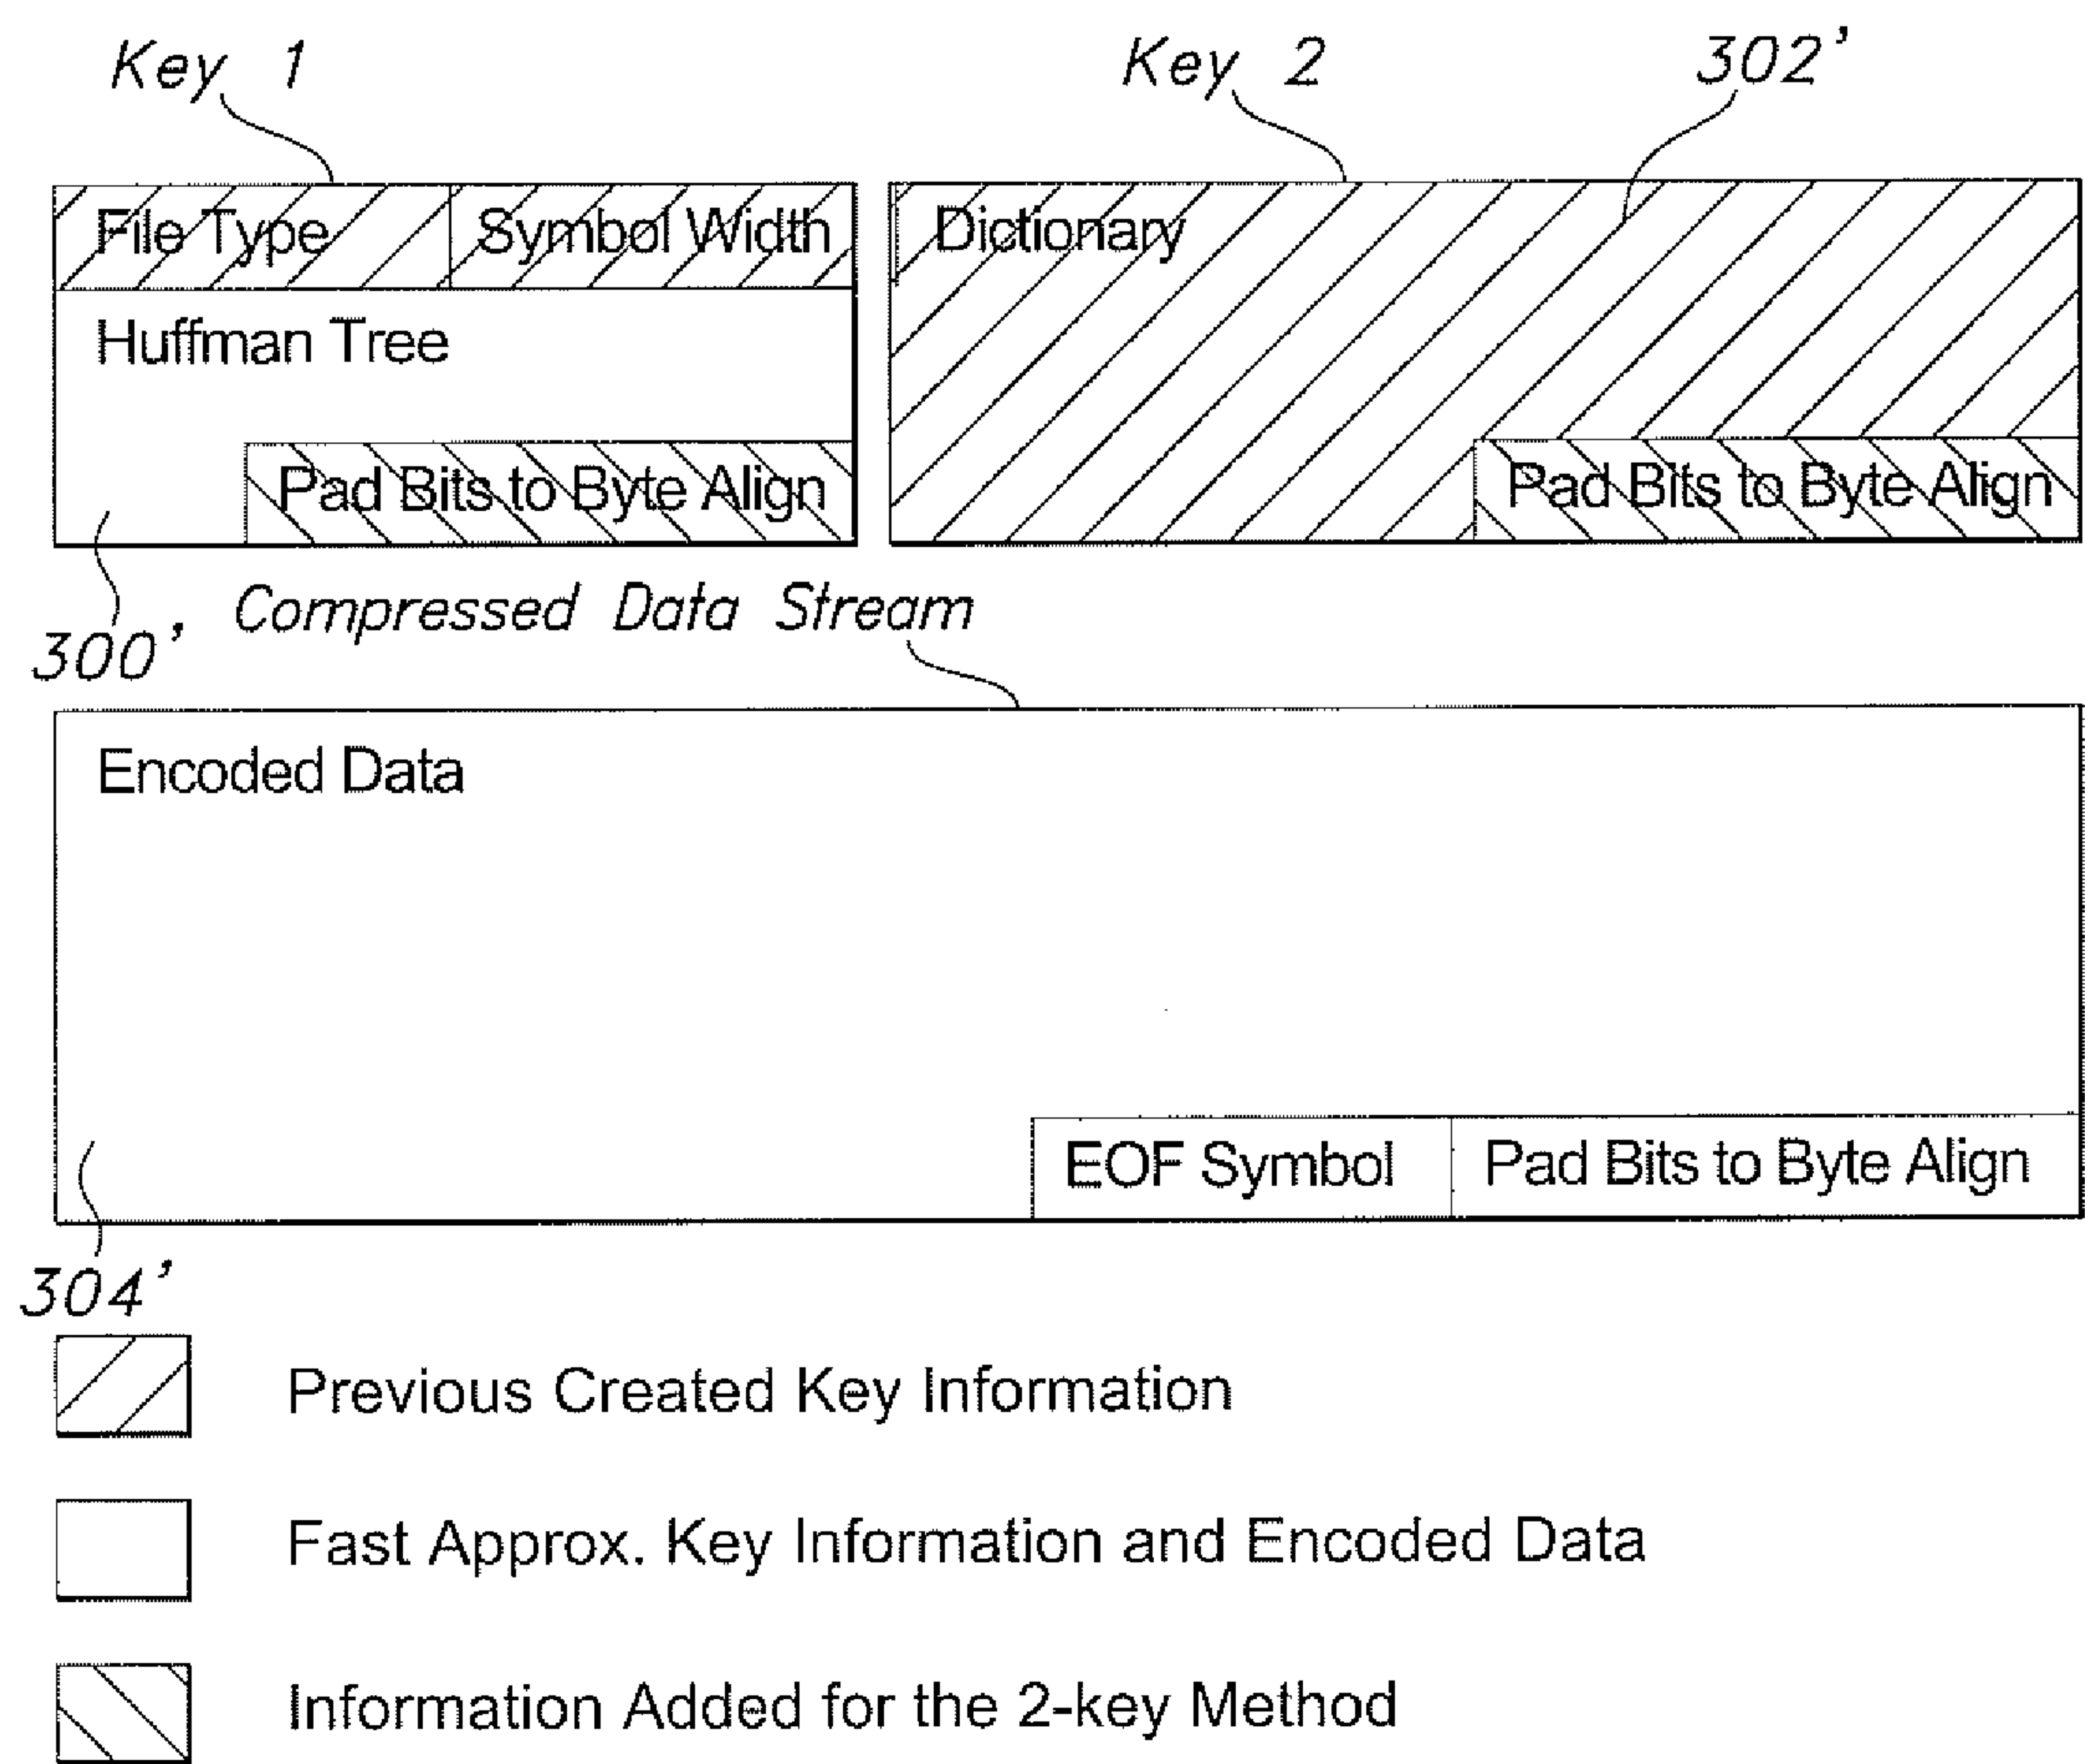 Key 1 Key 2 302'
File Type Symbol Width Dictionary
Huffman Tree
Pad Bits to Byte Align Pad Bits to Byte Align
300' Compressed Data Stream
Encoded Data
EOF Symbol Pad Bits to Byte Align
304'
Previous Created Key Information
Fast Approx. Key Information and Encoded Data
Information Added for the 2-key Method